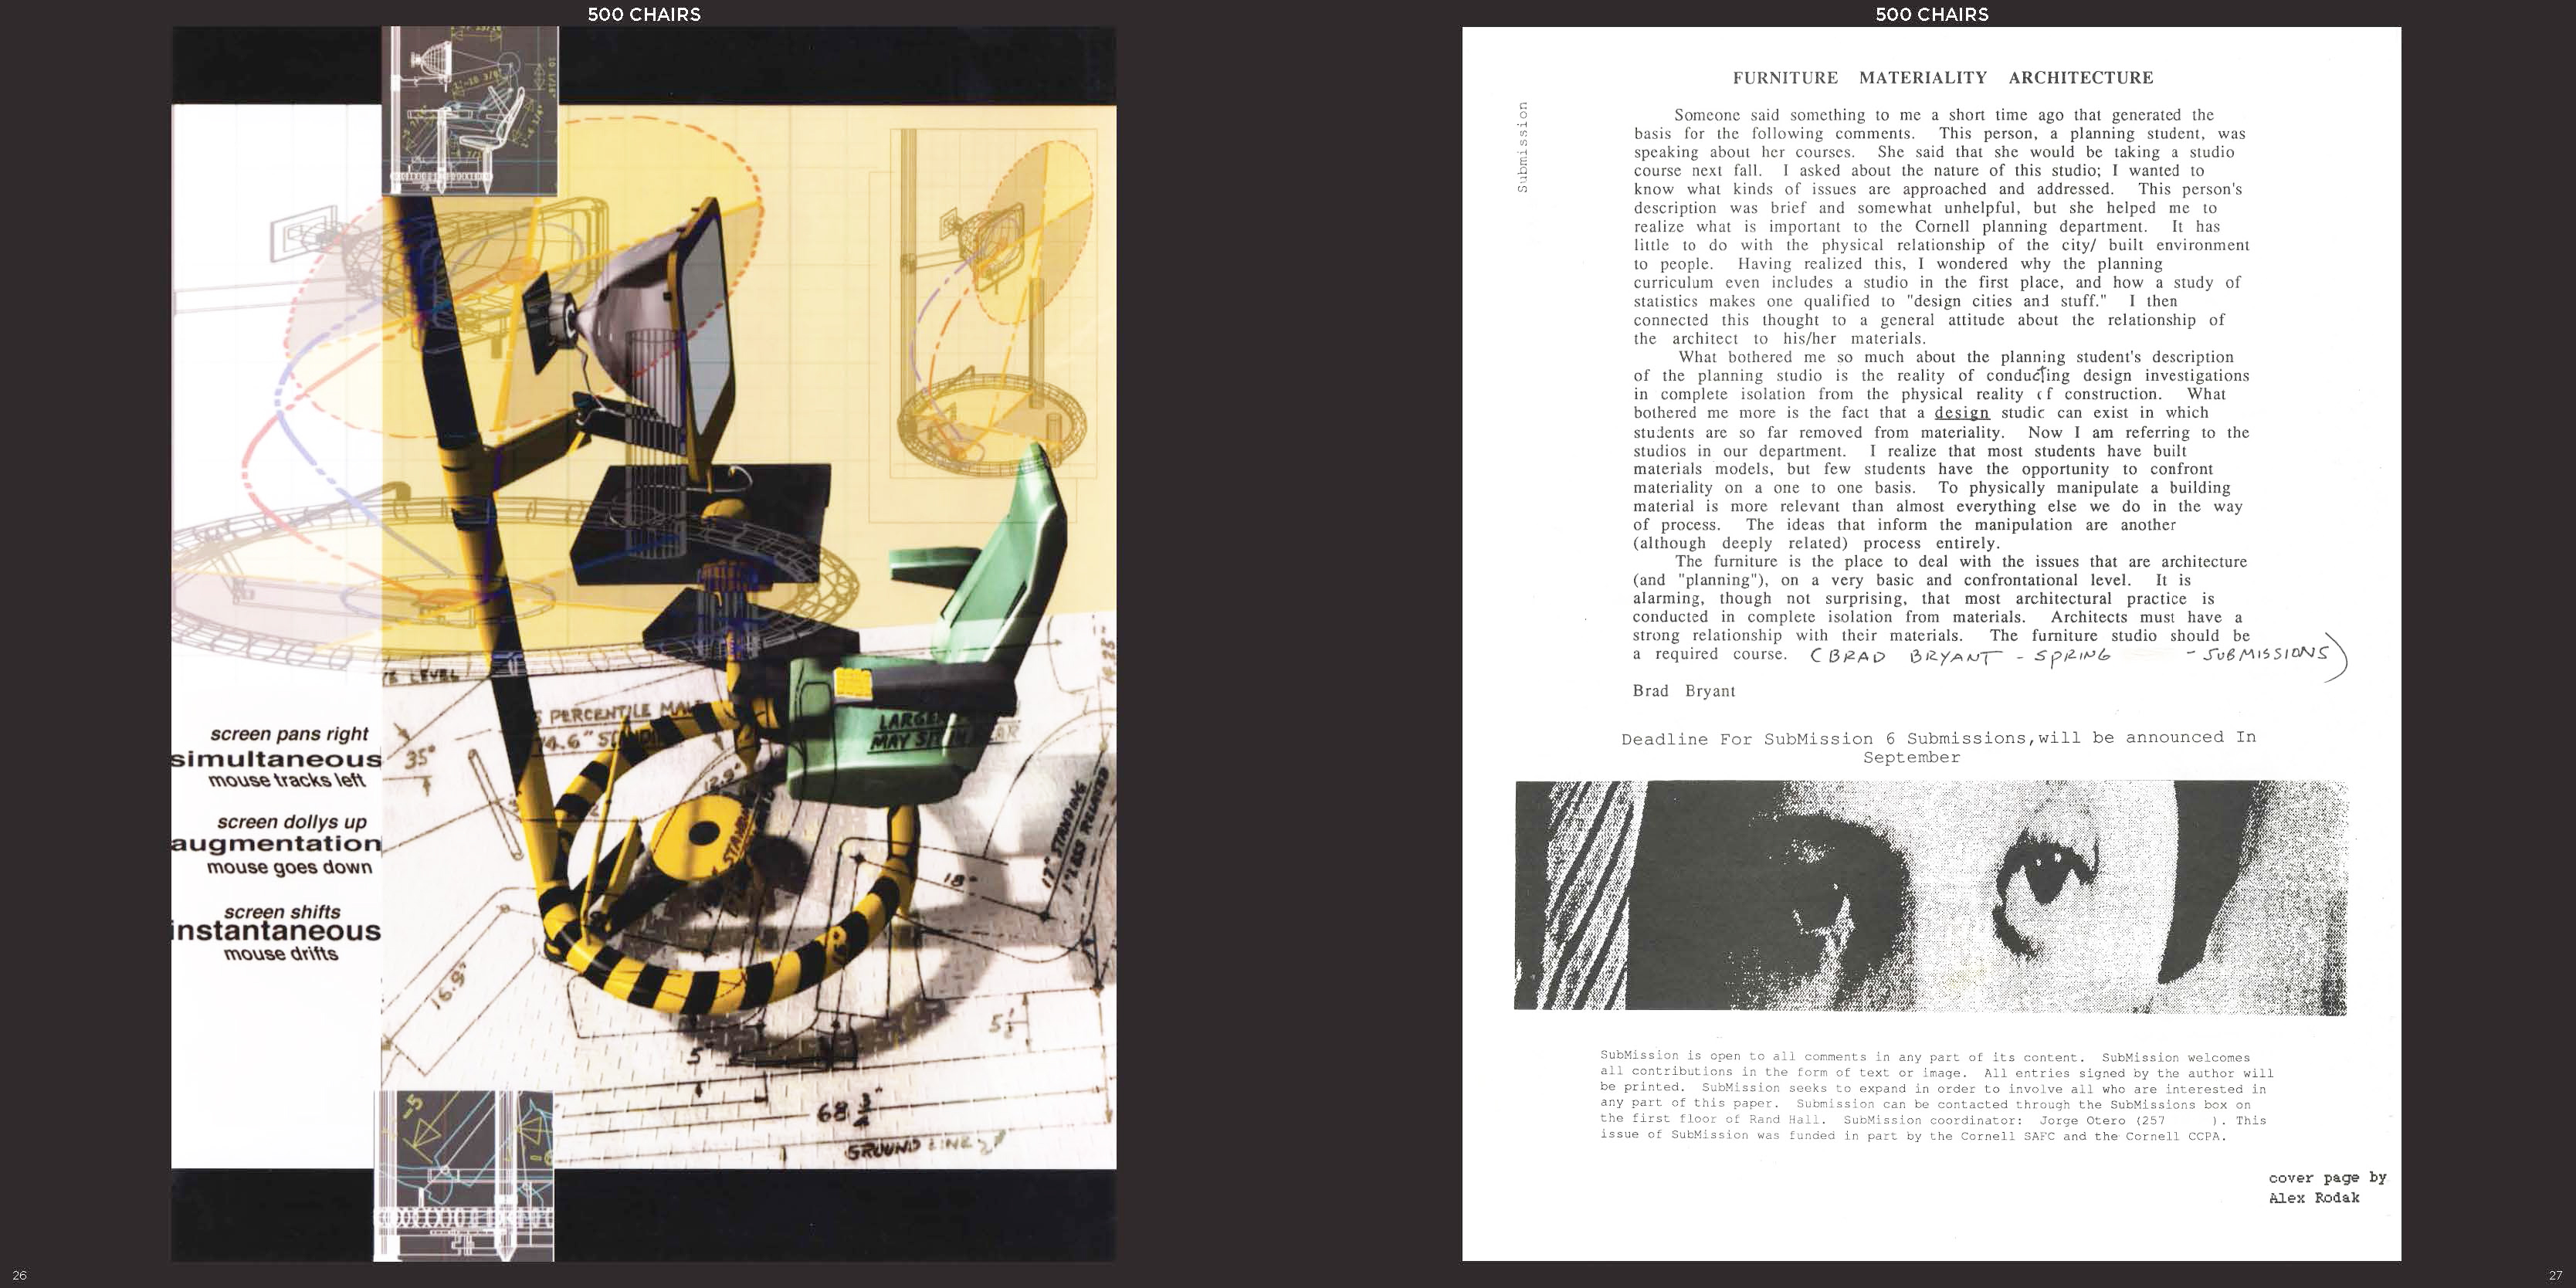 500 CHAIRS
screen pans right
simultaneous
mouse tracks left
screen dollys up
augmentation
mouse goes down
screen shifts
instantaneous
mouse drifts
LEVEL
PERCENTILE MAL
35°
LARGE
MAY SIT IN
STAND
17" STANDING
1" LESS RELAXED
18"
16.9"
5"
5½
68 ¾
GROUND LINE
26
500 CHAIRS
Submission
FURNITURE MATERIALITY ARCHITECTURE
Someone said something to me a short time ago that generated the
basis for the following comments. This person, a planning student, was
speaking about her courses. She said that she would be taking a studio
course next fall. I asked about the nature of this studio; I wanted to
know what kinds of issues are approached and addressed. This person's
description was brief and somewhat unhelpful, but she helped me to
realize what is important to the Cornell planning department. It has
little to do with the physical relationship of the city/ built environment
to people. Having realized this, I wondered why the planning
curriculum even includes a studio in the first place, and how a study of
statistics makes one qualified to "design cities and stuff." I then
connected this thought to a general attitude about the relationship of
the architect to his/her materials.
What bothered me so much about the planning student's description
of the planning studio is the reality of conducting design investigations
in complete isolation from the physical reality of construction. What
bothered me more is the fact that a design studio can exist in which
students are so far removed from materiality. Now I am referring to the
studios in our department. I realize that most students have built
materials models, but few students have the opportunity to confront
materiality on a one to one basis. To physically manipulate a building
material is more relevant than almost everything else we do in the way
of process. The ideas that inform the manipulation are another
(although deeply related) process entirely.
The furniture is the place to deal with the issues that are architecture
(and "planning"), on a very basic and confrontational level. It is
alarming, though not surprising, that most architectural practice is
conducted in complete isolation from materials. Architects must have a
strong relationship with their materials. The furniture studio should be
a required course. (BRAD BRYANT - SPRING - SUBMISSIONS)
Brad Bryant
Deadline For SubMission 6 Submissions,will be announced In
September
SubMission is open to all comments in any part of its content. SubMission welcomes
all contributions in the form of text or image. All entries signed by the author will
be printed. SubMission seeks to expand in order to involve all who are interested in
any part of this paper. Submission can be contacted through the SubMissions box on
the first floor of Rand Hall. SubMission coordinator: Jorge Otero (257 ). This
issue of SubMission was funded in part by the Cornell SAFC and the Cornell CCPA.
cover page by
Alex Rodak
27